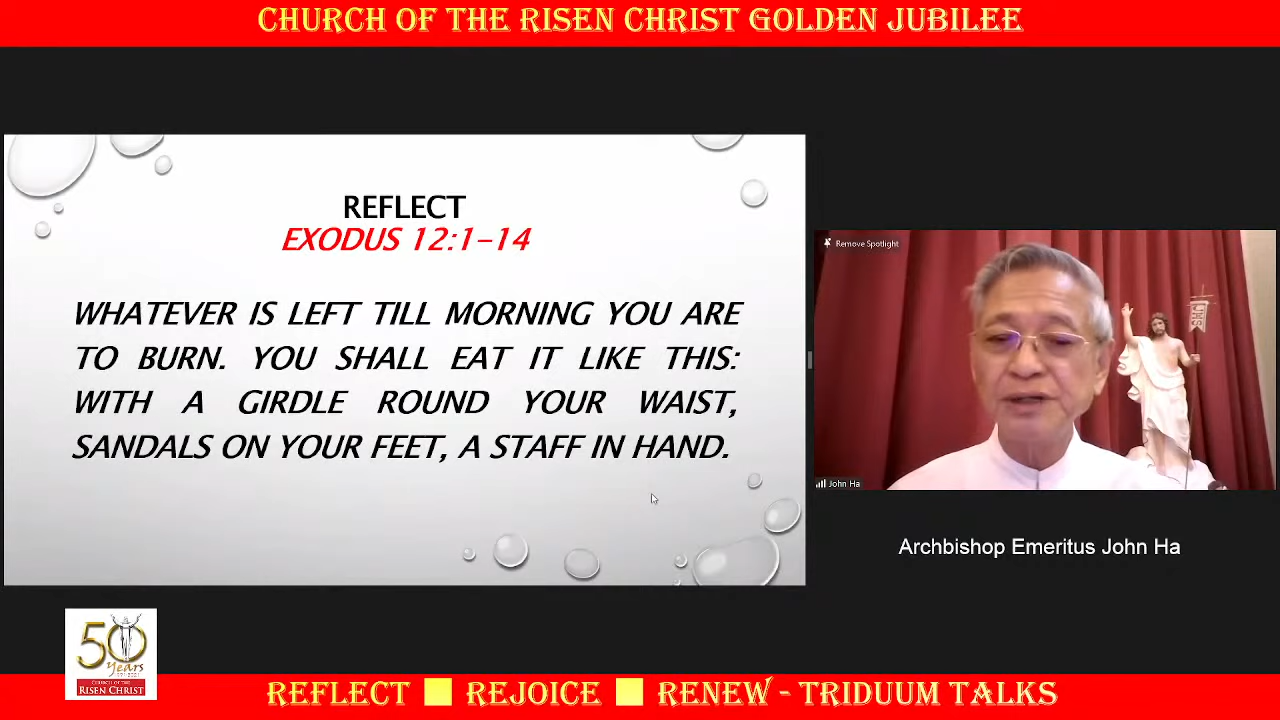 CHURCH OF THE RISEN CHRIST GOLDEN JUBILEE
REFLECT
EXODUS 12:1-14
WHATEVER IS LEFT TILL MORNING YOU ARE
TO BURN. YOU SHALL EAT IT LIKE THIS:
WITH A GIRDLE ROUND YOUR WAIST,
SANDALS ON YOUR FEET, A STAFF IN HAND.
Remove Spotlight
IHS
John Ha
Archbishop Emeritus John Ha
50
Years
CHURCH OF THE
RISEN CHRIST
REFLECT REJOICE RENEW - TRIDUUM TALKS